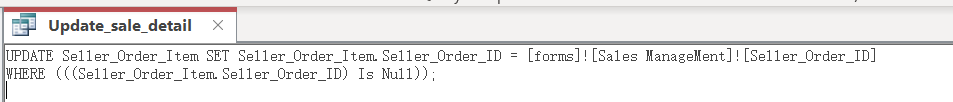 Update_sale_detail
UPDATE Seller_Order_Item SET Seller_Order_Item.Seller_Order_ID = [forms]![Sales ManageMent]![Seller_Order_ID]
WHERE (((Seller_Order_Item.Seller_Order_ID) Is Null));